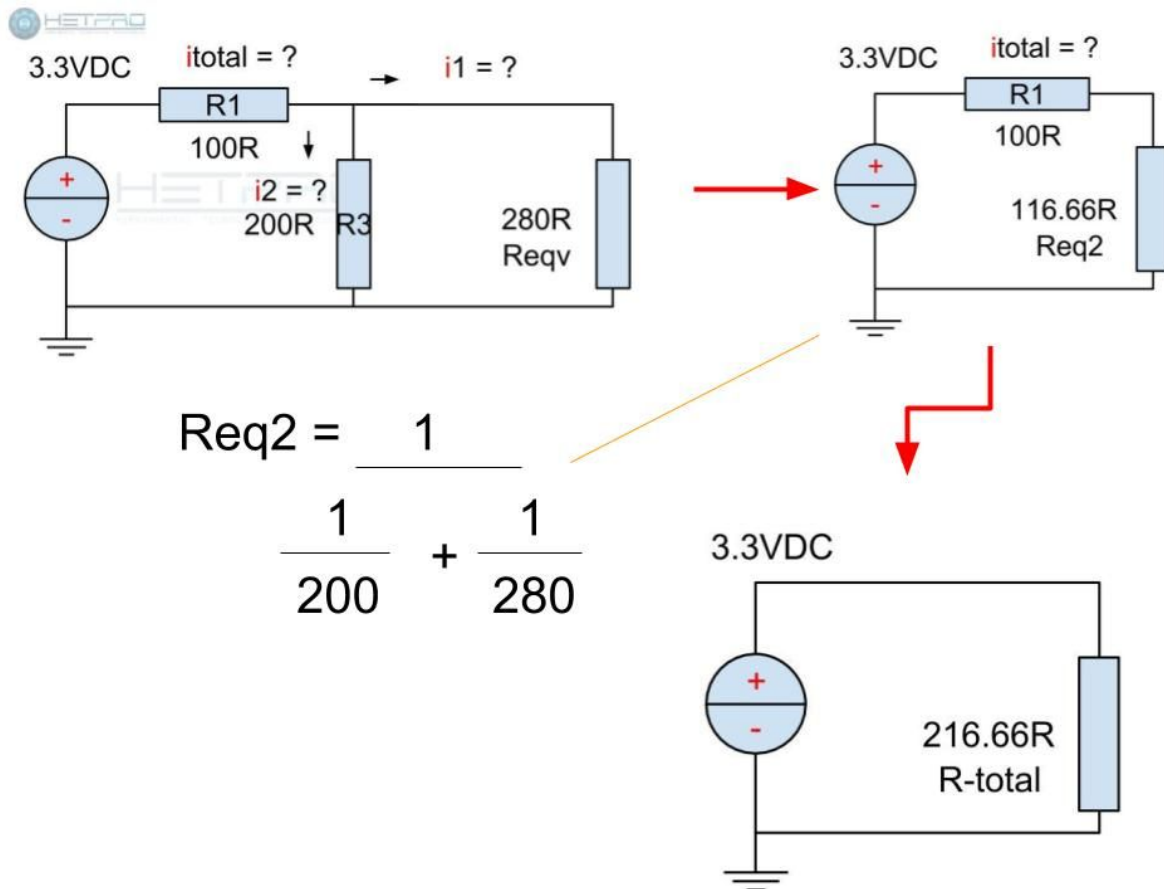 HETPRO
3.3VDC
itotal = ?
i1 = ?
R1
100R
+
i2 = ?
-
200R
R3
280R
Reqv
3.3VDC
itotal = ?
R1
100R
+
-
116.66R
Req2
Req2 = 1
1 1
+
200 280
3.3VDC
+
-
216.66R
R-total
HETPRO